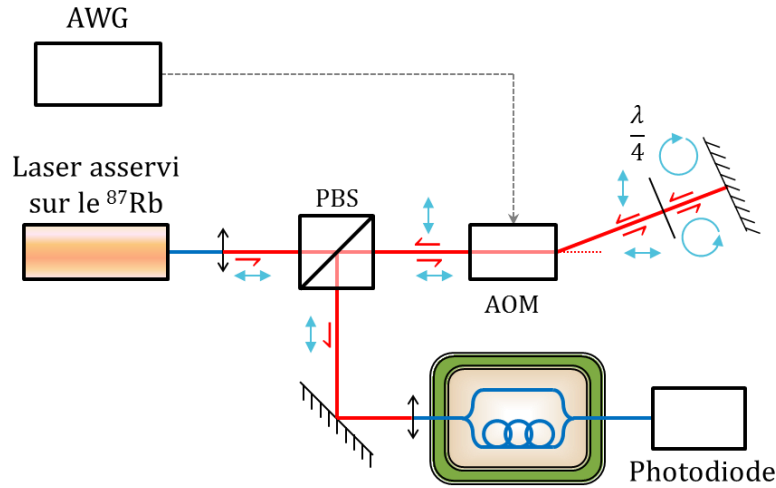 AWG
Laser asservi
sur le ⁸⁷Rb
PBS
AOM
λ
4
Photodiode